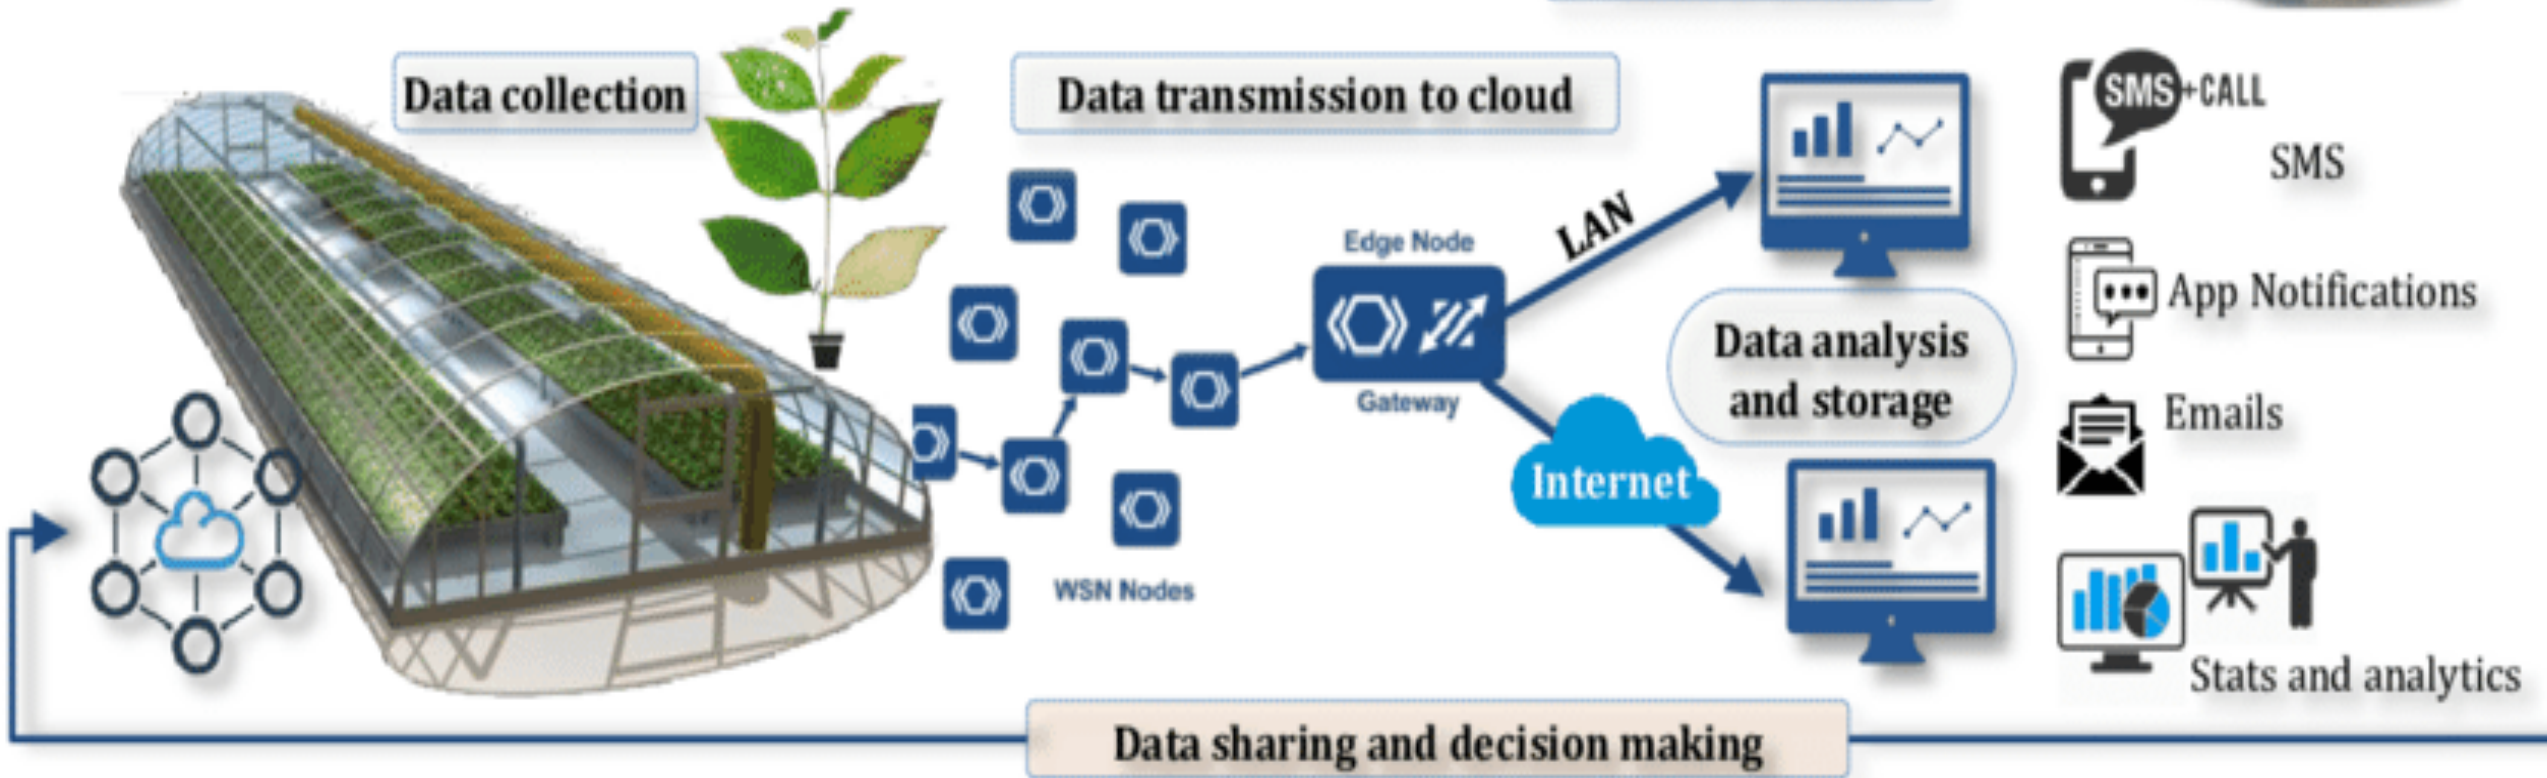 Data collection
Data transmission to cloud
SMS+CALL
SMS
LAN
Edge Node
Gateway
App Notifications
Data analysis
and storage
Emails
Internet
WSN Nodes
Stats and analytics
Data sharing and decision making